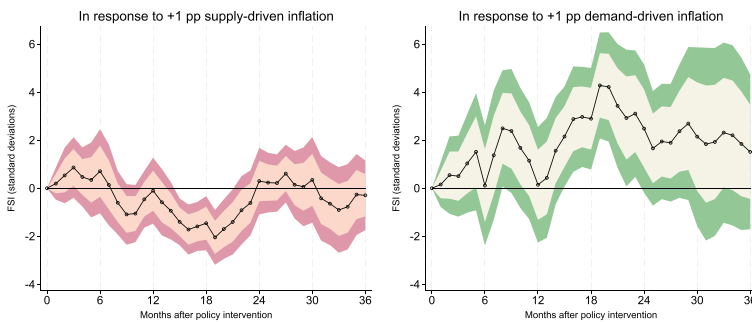 In response to +1 pp supply-driven inflation
FSI (standard deviations)
6
4
2
0
-2
-4
0 6 12 18 24 30 36
Months after policy intervention
In response to +1 pp demand-driven inflation
FSI (standard deviations)
6
4
2
0
-2
-4
0 6 12 18 24 30 36
Months after policy intervention